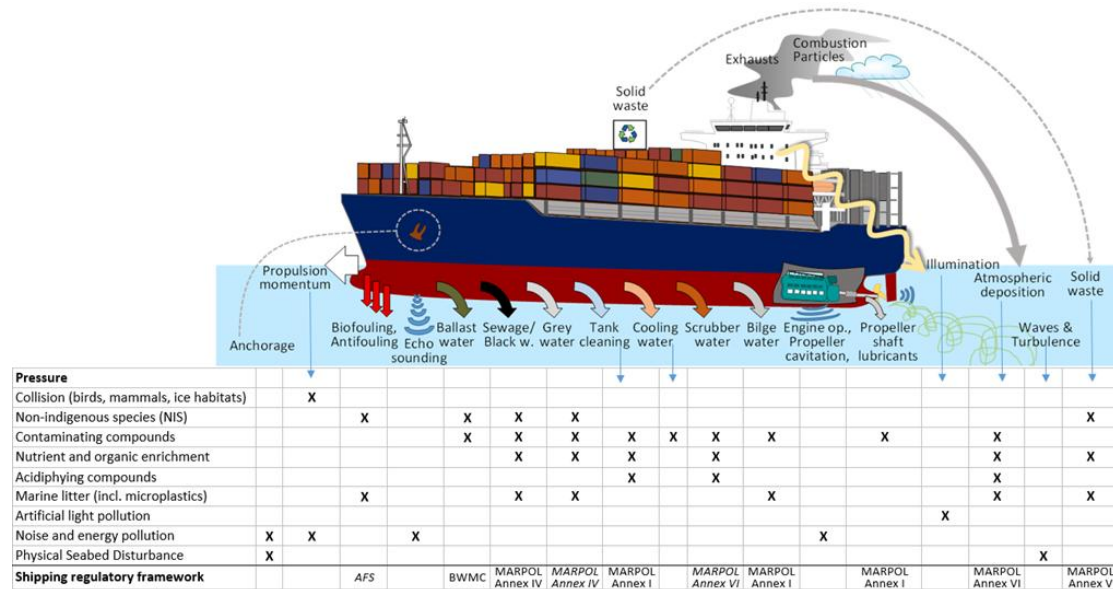 Combustion
Exhausts Particles
Solid
waste
Propulsion
momentum
Illumination
Atmospheric
deposition
Solid
waste
Anchorage
Biofouling,
Antifouling,
Echo
sounding
Ballast
water
Sewage/
Black w.
Grey
water
Tank
cleaning
Cooling
water
Scrubber
water
Bilge
water
Engine op.,
Propeller
cavitation,
Propeller
shaft
lubricants
Waves &
Turbulence
Pressure
Collision (birds, mammals, ice habitats) X
Non-indigenous species (NIS) X X X X X
Contaminating compounds X X X X X X X X X
Nutrient and organic enrichment X X X X X X
Acidiphying compounds X X X
Marine litter (incl. microplastics) X X X X X X
Artificial light pollution X
Noise and energy pollution X X X X
Physical Seabed Disturbance X X
Shipping regulatory framework AFS BWMC MARPOL Annex IV MARPOL Annex IV MARPOL Annex I MARPOL Annex VI MARPOL Annex I MARPOL Annex I MARPOL Annex VI MARPOL Annex V